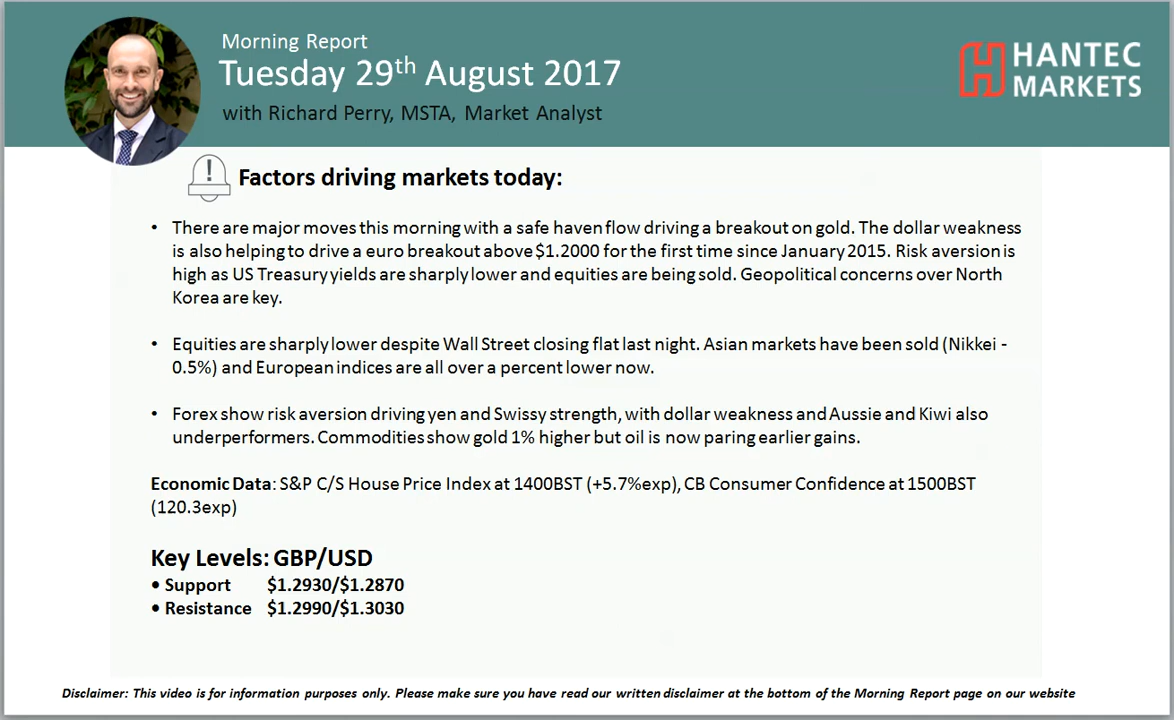 Morning Report
Tuesday 29th August 2017
with Richard Perry, MSTA, Market Analyst
HANTEC
MARKETS
Factors driving markets today:
• There are major moves this morning with a safe haven flow driving a breakout on gold. The dollar weakness
is also helping to drive a euro breakout above $1.2000 for the first time since January 2015. Risk aversion is
high as US Treasury yields are sharply lower and equities are being sold. Geopolitical concerns over North
Korea are key.
• Equities are sharply lower despite Wall Street closing flat last night. Asian markets have been sold (Nikkei -
0.5%) and European indices are all over a percent lower now.
• Forex show risk aversion driving yen and Swissy strength, with dollar weakness and Aussie and Kiwi also
underperformers. Commodities show gold 1% higher but oil is now paring earlier gains.
Economic Data: S&P C/S House Price Index at 1400BST (+5.7%exp), CB Consumer Confidence at 1500BST
(120.3exp)
Key Levels: GBP/USD
• Support $1.2930/$1.2870
• Resistance $1.2990/$1.3030
Disclaimer: This video is for information purposes only. Please make sure you have read our written disclaimer at the bottom of the Morning Report page on our website